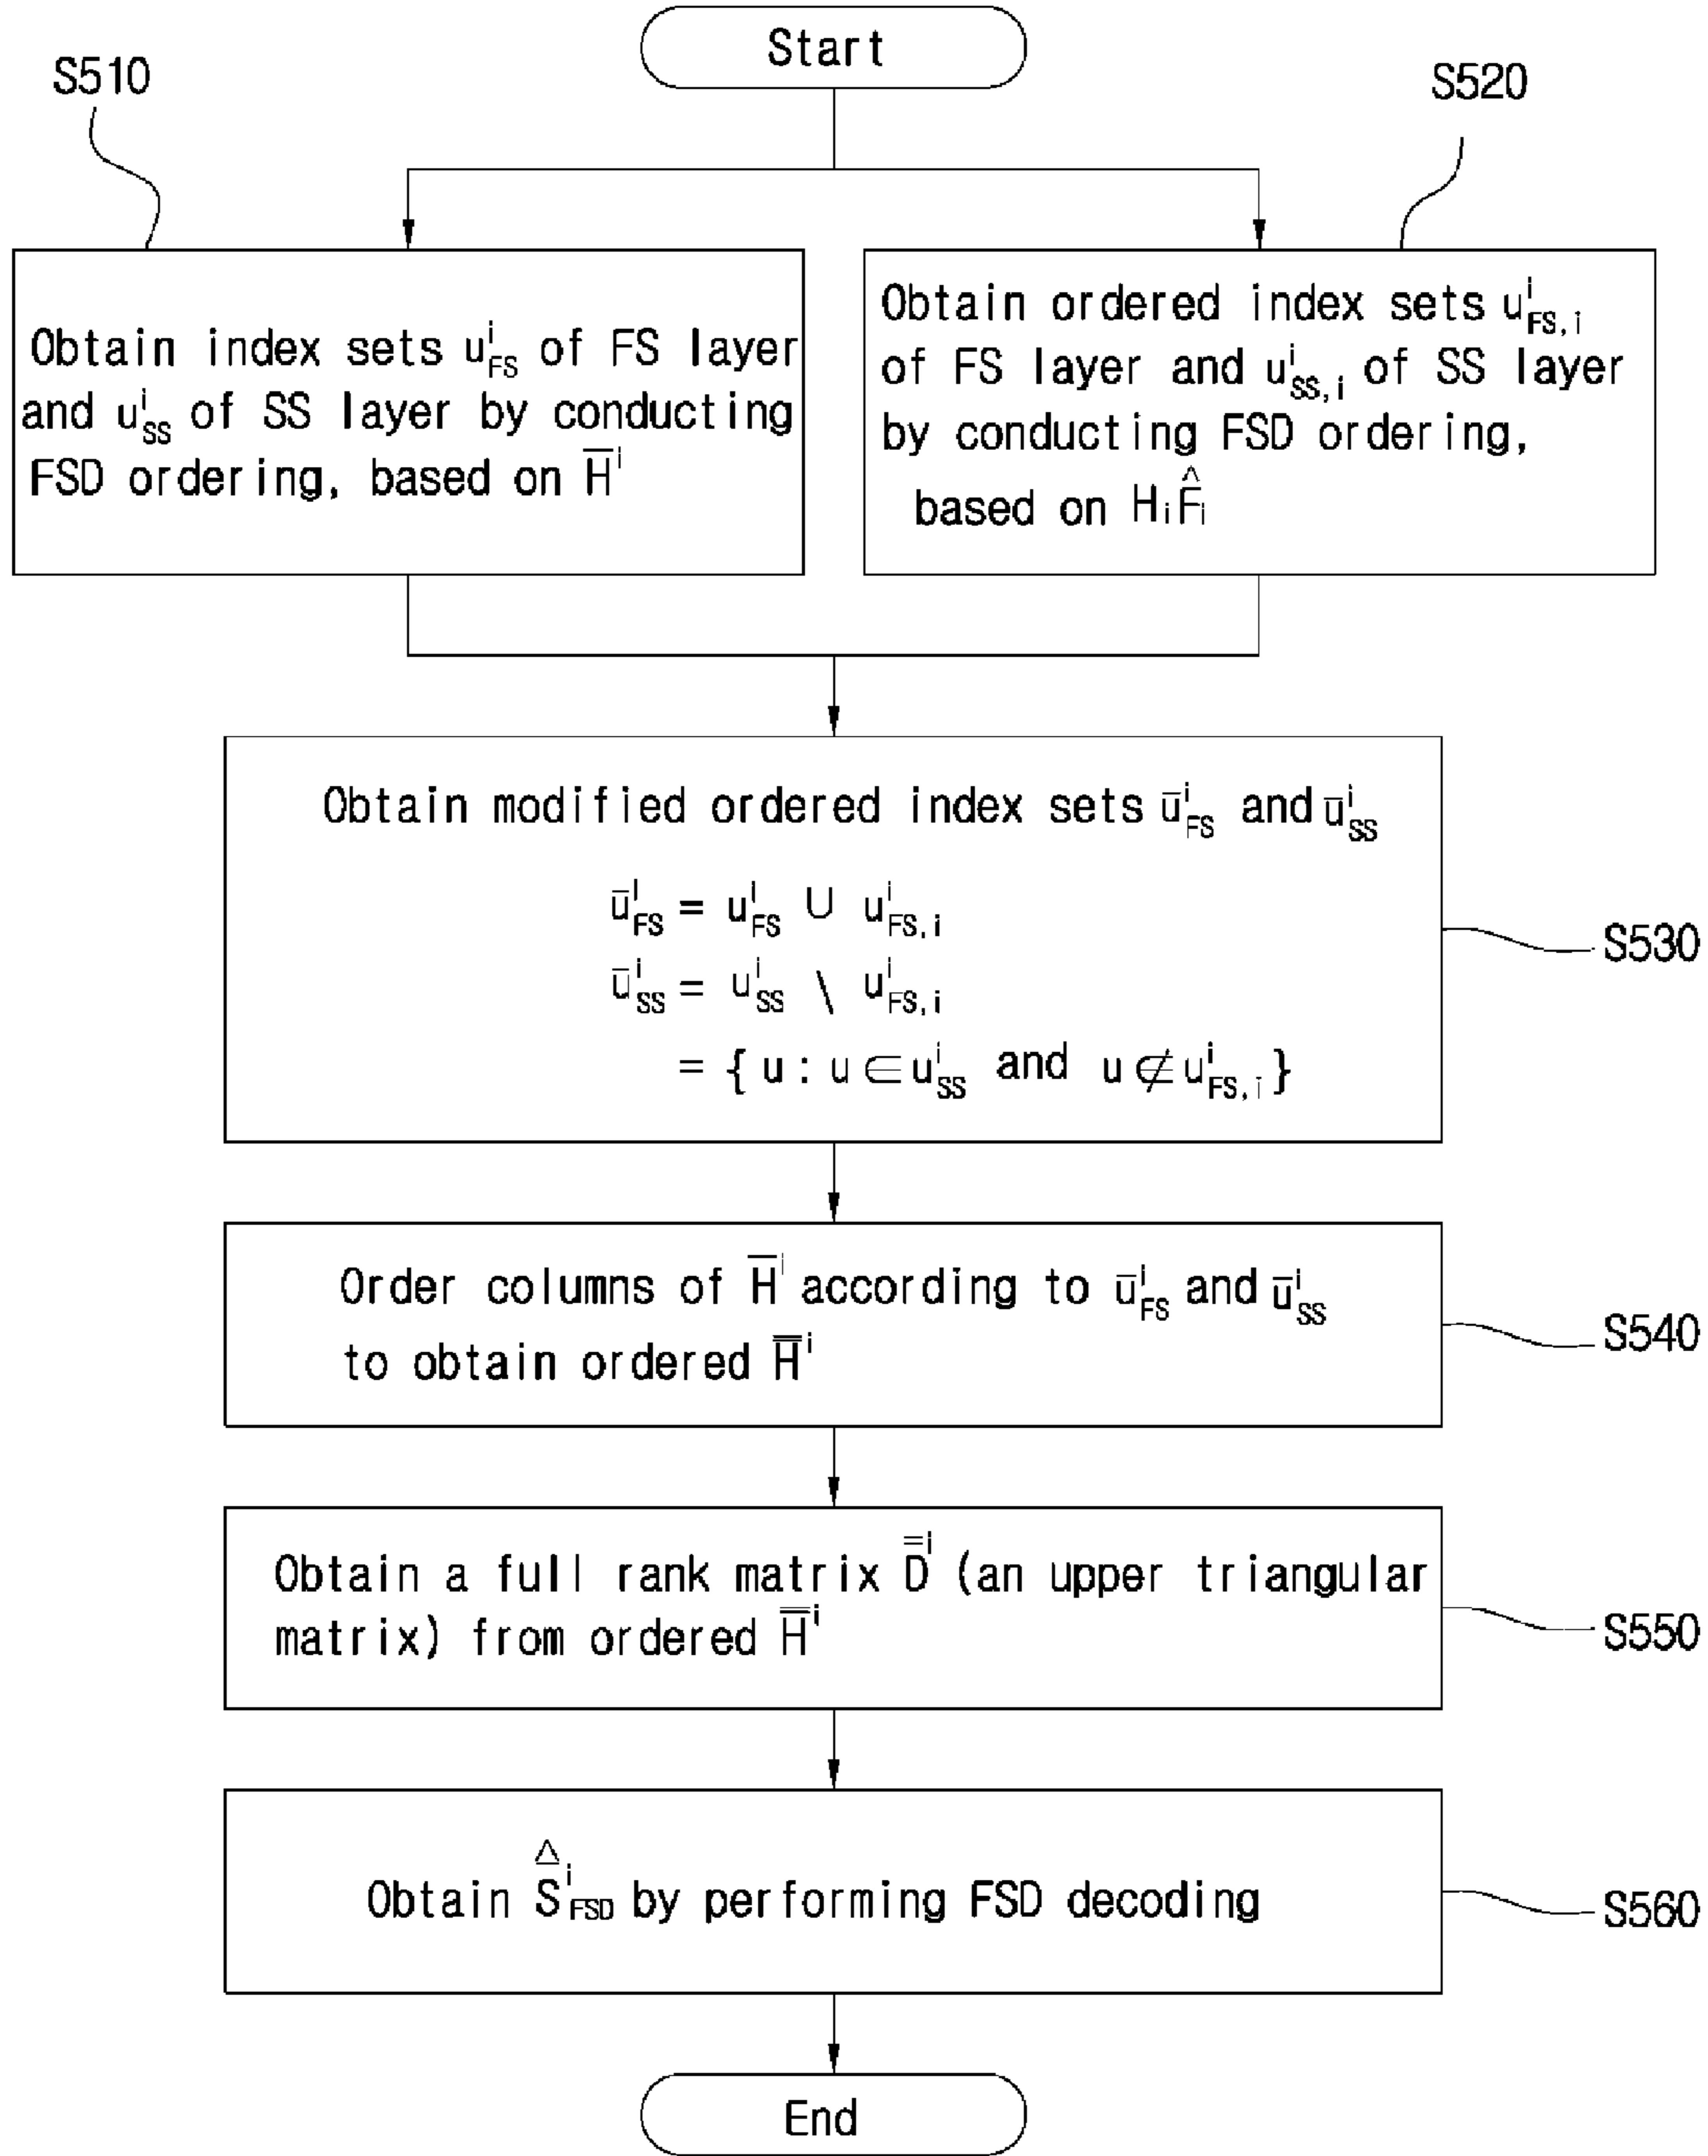 Start
S510
S520
Obtain index sets u^i_FS of FS layer
and u^i_SS of SS layer by conducting
FSD ordering, based on H̅^i
Obtain ordered index sets u^i_FS,i
of FS layer and u^i_SS,i of SS layer
by conducting FSD ordering,
based on H_i F̂_i
Obtain modified ordered index sets u̅^i_FS and u̅^i_SS
u̅^i_FS = u^i_FS ∪ u^i_FS,i
u̅^i_SS = u^i_SS \ u^i_FS,i
= { u : u ∈ u^i_SS and u ∉ u^i_FS,i }
S530
Order columns of H̅^i according to u̅^i_FS and u̅^i_SS
to obtain ordered H̿^i
S540
Obtain a full rank matrix D̿^i (an upper triangular
matrix) from ordered H̿^i
S550
Obtain Ŝ̿^i_FSD by performing FSD decoding
S560
End